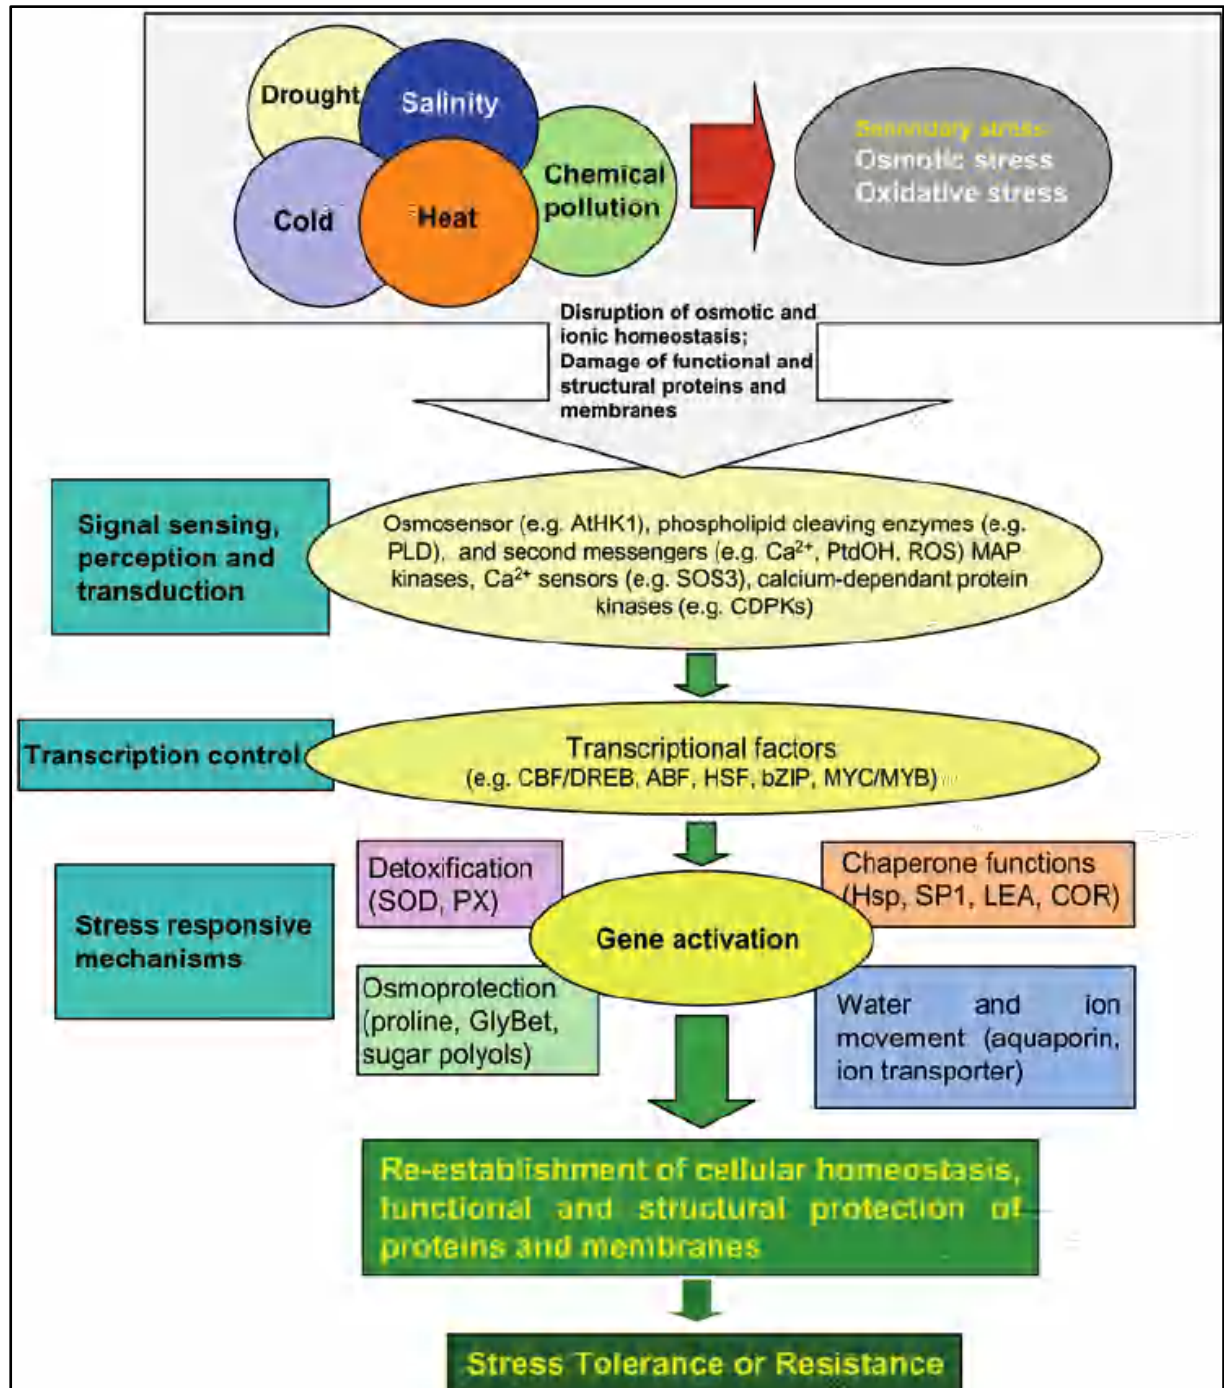 Drought
Salinity
Cold
Heat
Chemical
pollution
Secondary stress:
Osmotic stress
Oxidative stress
Disruption of osmotic and
ionic homeostasis;
Damage of functional and
structural proteins and
membranes
Signal sensing,
perception and
transduction
Osmosensor (e.g. AtHK1), phospholipid cleaving enzymes (e.g.
PLD), and second messengers (e.g. Ca²⁺, PtdOH, ROS) MAP
kinases, Ca²⁺ sensors (e.g. SOS3), calcium-dependant protein
kinases (e.g. CDPKs)
Transcription control
Transcriptional factors
(e.g. CBF/DREB, ABF, HSF, bZIP, MYC/MYB)
Stress responsive
mechanisms
Detoxification
(SOD, PX)
Chaperone functions
(Hsp, SP1, LEA, COR)
Gene activation
Osmoprotection
(proline, GlyBet,
sugar polyols)
Water and ion
movement (aquaporin,
ion transporter)
Re-establishment of cellular homeostasis,
functional and structural protection of
proteins and membranes
Stress Tolerance or Resistance